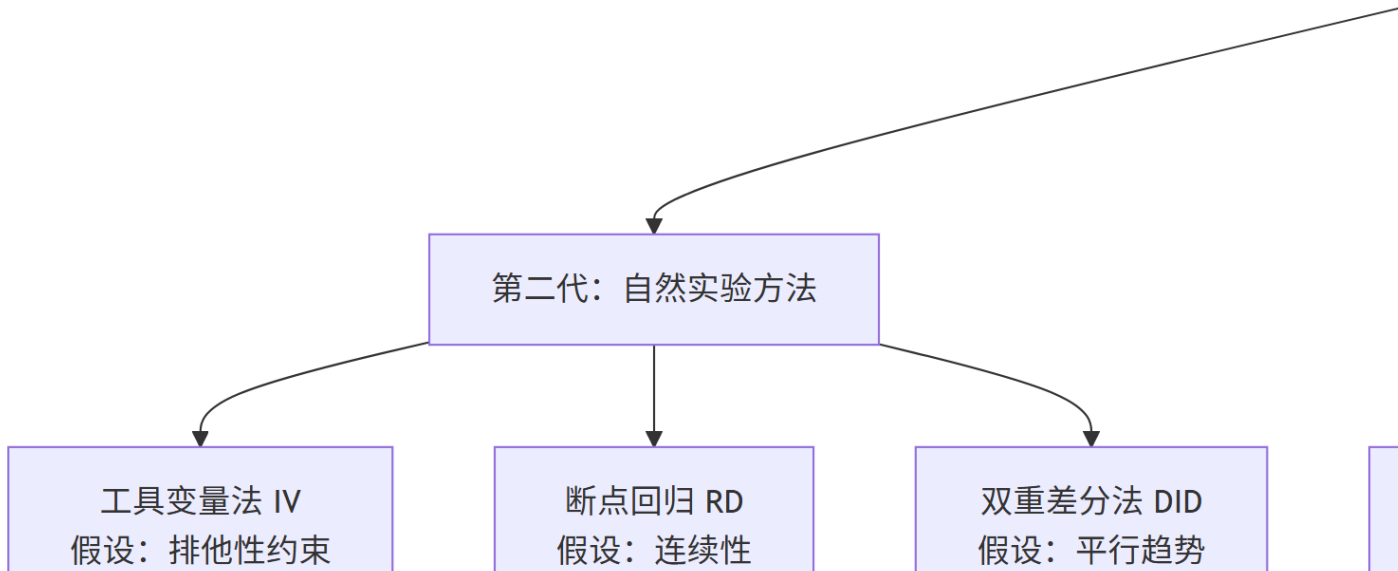 第二代：自然实验方法
工具变量法 IV
假设：排他性约束
断点回归 RD
假设：连续性
双重差分法 DID
假设：平行趋势